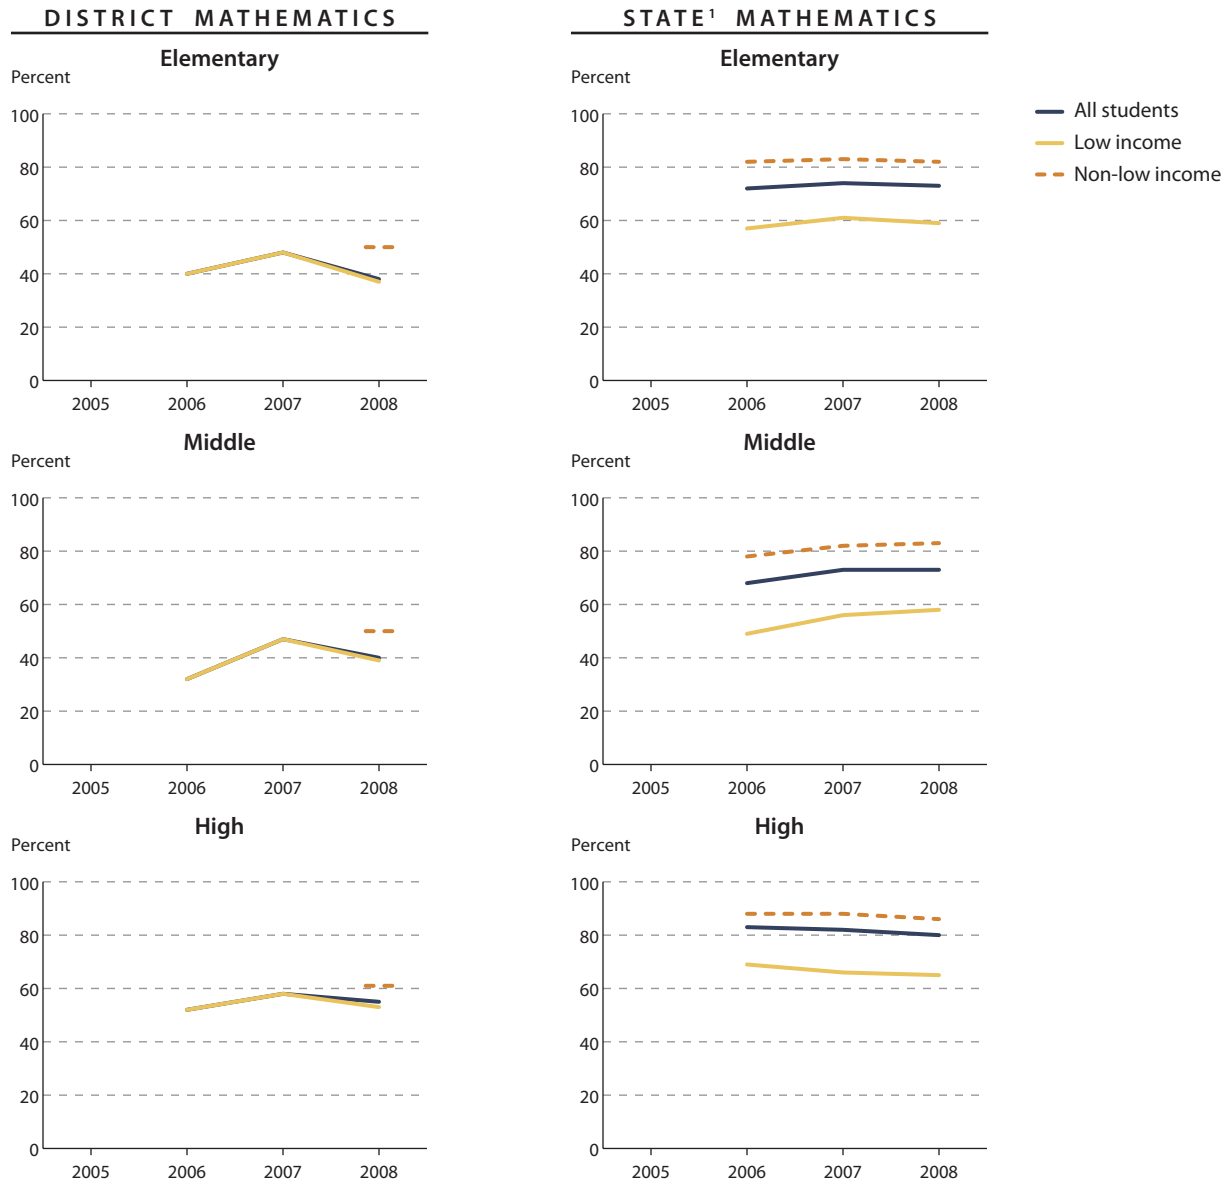 DISTRICT MATHEMATICS
Elementary
Percent
100
80
60
40
20
0
2005 2006 2007 2008
Middle
Percent
100
80
60
40
20
0
2005 2006 2007 2008
High
Percent
100
80
60
40
20
0
2005 2006 2007 2008
STATE¹ MATHEMATICS
Elementary
Percent
100
80
60
40
20
0
2005 2006 2007 2008
Middle
Percent
100
80
60
40
20
0
2005 2006 2007 2008
High
Percent
100
80
60
40
20
0
2005 2006 2007 2008
All students
Low income
Non-low income